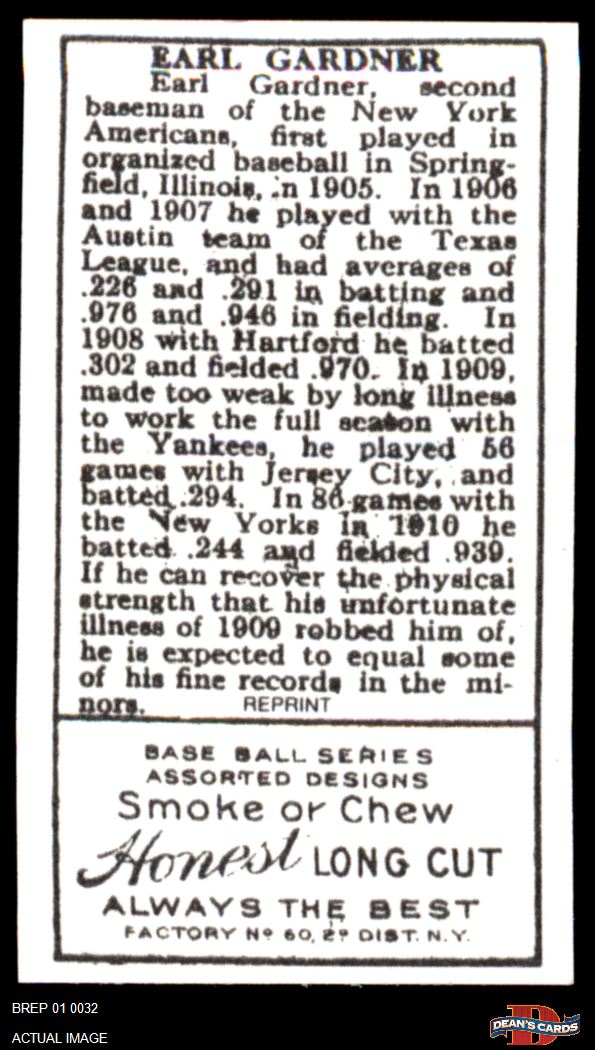 EARL GARDNER
Earl Gardner, second
baseman of the New York
Americans, first played in
organized baseball in Spring-
field, Illinois, in 1905. In 1906
and 1907 he played with the
Austin team of the Texas
League, and had averages of
.226 and .291 in batting and
.976 and .946 in fielding. In
1908 with Hartford he batted
.302 and fielded .970. In 1909,
made too weak by long illness
to work the full season with
the Yankees, he played 56
games with Jersey City, and
batted .294. In 86 games with
the New Yorks in 1910 he
batted .244 and fielded .939.
If he can recover the physical
strength that his unfortunate
illness of 1909 robbed him of,
he is expected to equal some
of his fine records in the mi-
nors. REPRINT
BASE BALL SERIES
ASSORTED DESIGNS
Smoke or Chew
Honest LONG CUT
ALWAYS THE BEST
FACTORY Nº 60, 2º DIST. N.Y.
BREP 01 0032
ACTUAL IMAGE
D
DEAN'S CARDS